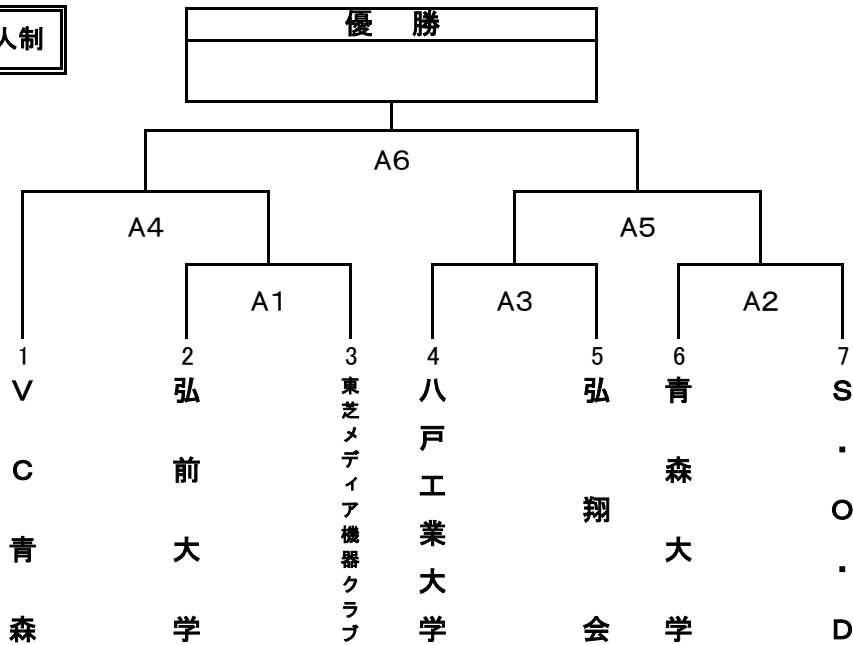 人制
優 勝
A6
A4
A5
A1
A3
A2
1
2
3
4
5
6
7
VC青森
弘前大学
東芝メディア機器クラブ
八戸工業大学
弘翔会
青森大学
S・O・D